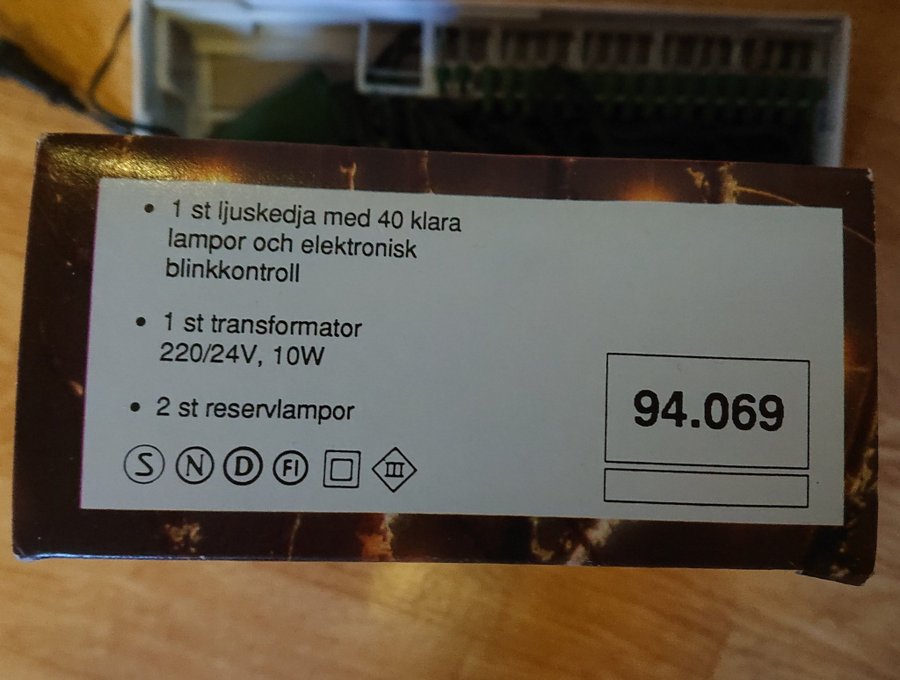 • 1 st ljuskedja med 40 klara
lampor och elektronisk
blinkkontroll
• 1 st transformator
220/24V, 10W
• 2 st reservlampor
S N D FI III
94.069